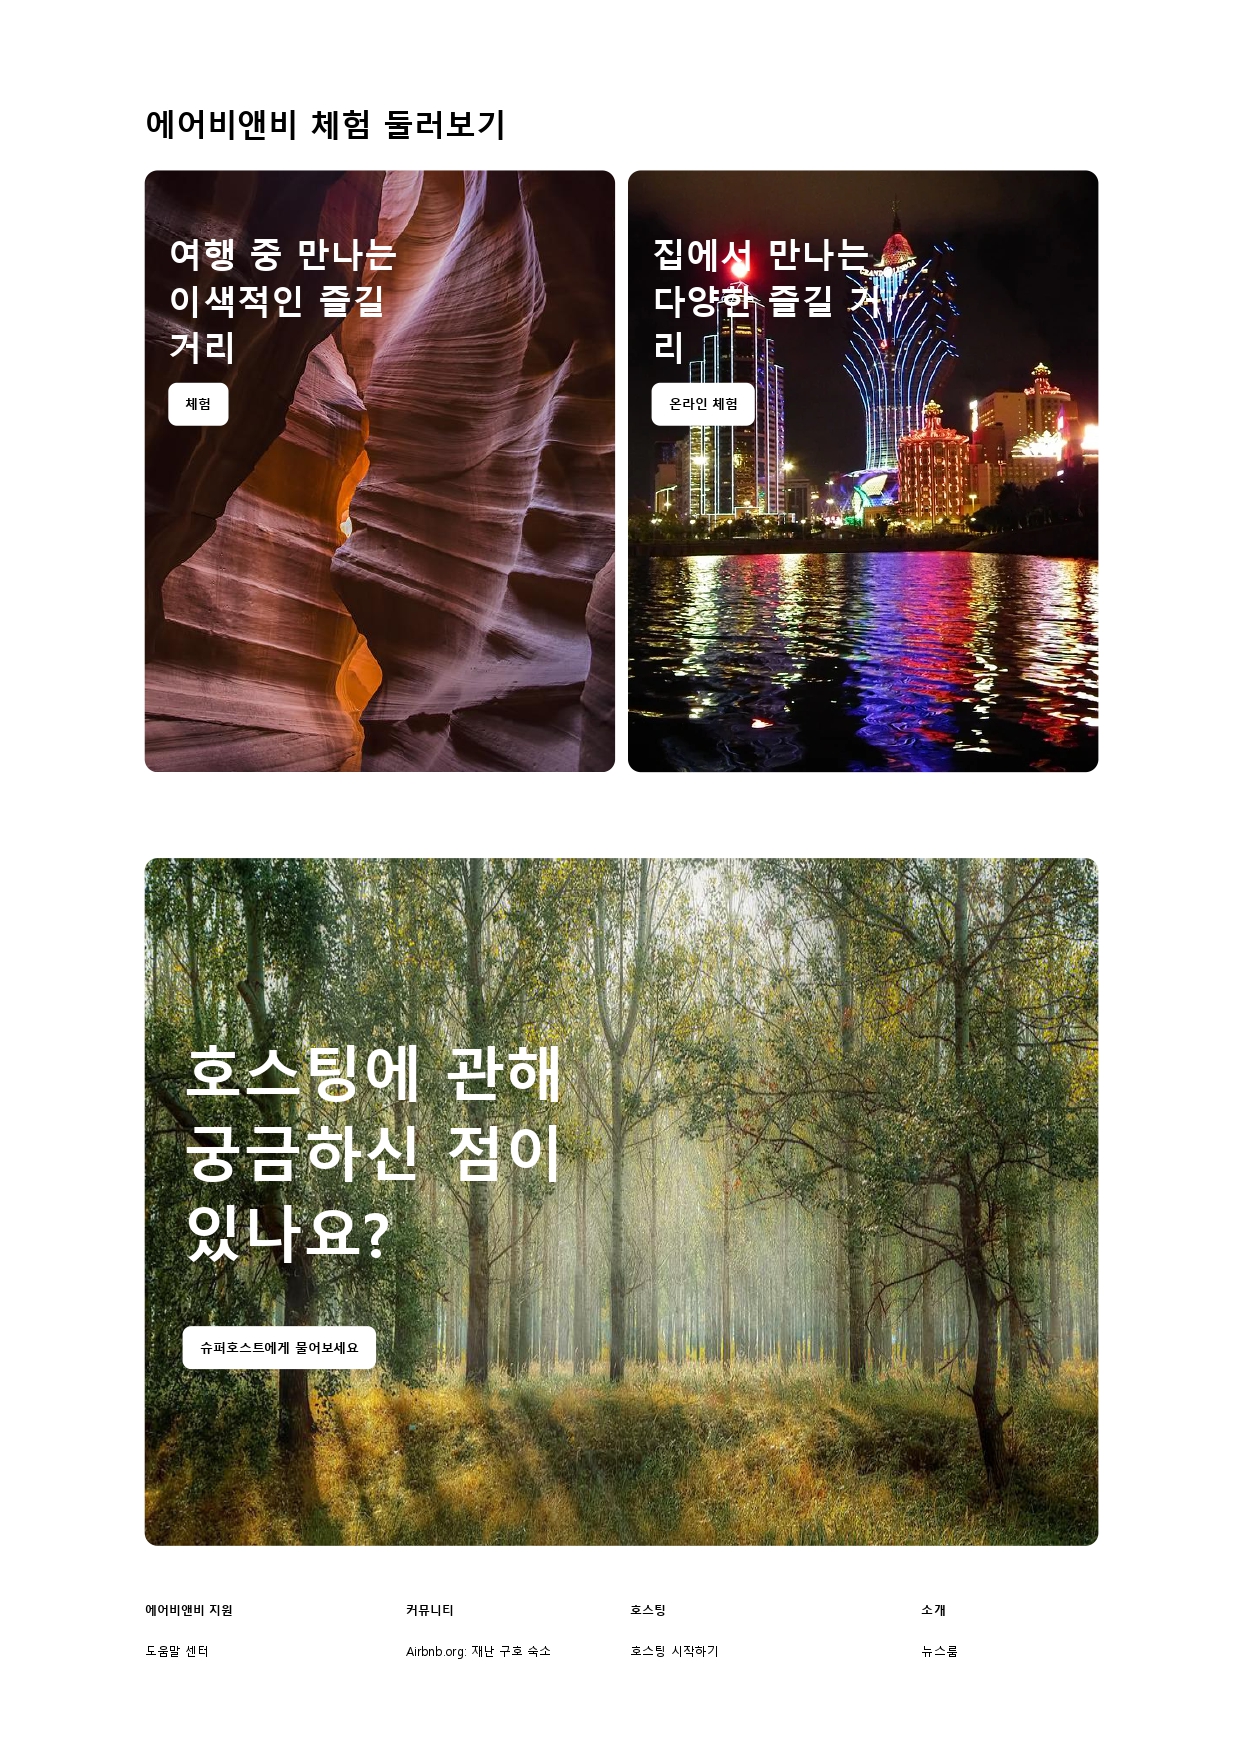 에어비앤비 체험 둘러보기
여행 중 만나는
이색적인 즐길
거리
체험
집에서 만나는
다양한 즐길 거
리
온라인 체험
GRAND LISBOA
호스팅에 관해
궁금하신 점이
있나요?
슈퍼호스트에게 물어보세요
에어비앤비 지원 커뮤니티 호스팅 소개
도움말 센터 Airbnb.org: 재난 구호 숙소 호스팅 시작하기 뉴스룸